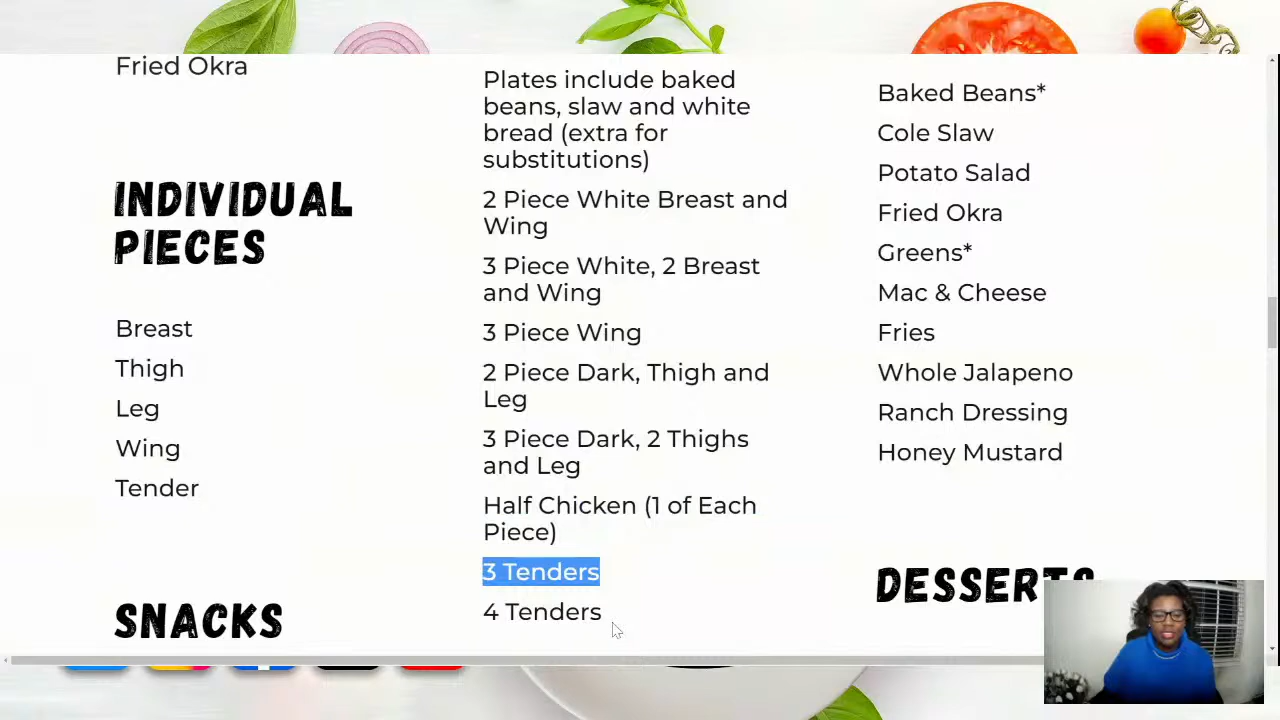 Fried Okra
INDIVIDUAL
PIECES
Breast
Thigh
Leg
Wing
Tender
SNACKS
Plates include baked
beans, slaw and white
bread (extra for
substitutions)
2 Piece White Breast and
Wing
3 Piece White, 2 Breast
and Wing
3 Piece Wing
2 Piece Dark, Thigh and
Leg
3 Piece Dark, 2 Thighs
and Leg
Half Chicken (1 of Each
Piece)
3 Tenders
4 Tenders
Baked Beans*
Cole Slaw
Potato Salad
Fried Okra
Greens*
Mac & Cheese
Fries
Whole Jalapeno
Ranch Dressing
Honey Mustard
DESSERTS